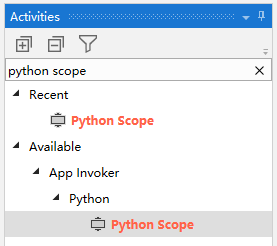 Activities
python scope
Recent
Python Scope
Available
App Invoker
Python
Python Scope